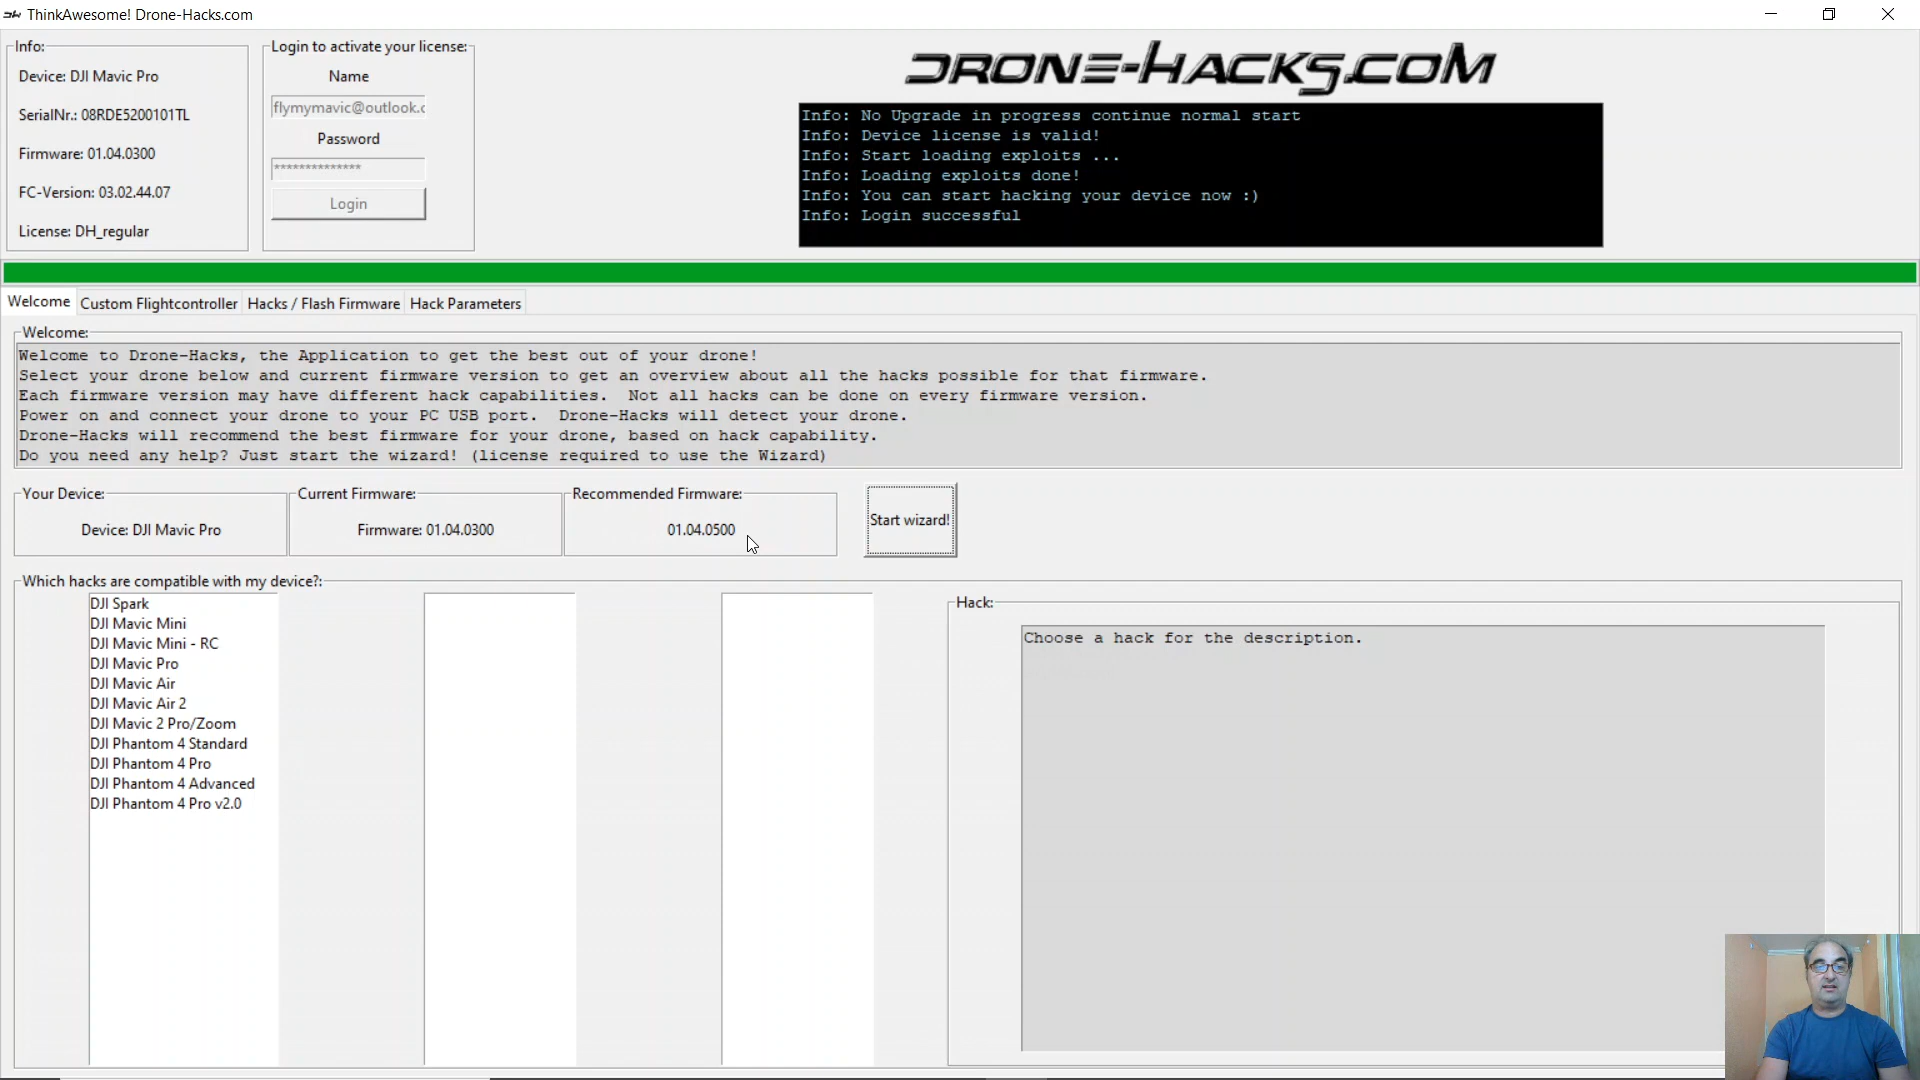 ThinkAwesome! Drone-Hacks.com
Info:
Device: DJI Mavic Pro
SerialNr.: 08RDE5200101TL
Firmware: 01.04.0300
FC-Version: 03.02.44.07
License: DH_regular
Login to activate your license:
Name
flymymavic@outlook.c
Password
**************
Login
DRONE-HACKS.COM
Info: No Upgrade in progress continue normal start
Info: Device license is valid!
Info: Start loading exploits ...
Info: Loading exploits done!
Info: You can start hacking your device now :)
Info: Login successful
Welcome
Custom Flightcontroller
Hacks / Flash Firmware
Hack Parameters
Welcome:
Welcome to Drone-Hacks, the Application to get the best out of your drone!
Select your drone below and current firmware version to get an overview about all the hacks possible for that firmware.
Each firmware version may have different hack capabilities.  Not all hacks can be done on every firmware version.
Power on and connect your drone to your PC USB port.  Drone-Hacks will detect your drone.
Drone-Hacks will recommend the best firmware for your drone, based on hack capability.
Do you need any help? Just start the wizard! (license required to use the Wizard)
Your Device:
Device: DJI Mavic Pro
Current Firmware:
Firmware: 01.04.0300
Recommended Firmware:
01.04.0500
Start wizard!
Which hacks are compatible with my device?:
DJI Spark
DJI Mavic Mini
DJI Mavic Mini - RC
DJI Mavic Pro
DJI Mavic Air
DJI Mavic Air 2
DJI Mavic 2 Pro/Zoom
DJI Phantom 4 Standard
DJI Phantom 4 Pro
DJI Phantom 4 Advanced
DJI Phantom 4 Pro v2.0
Hack:
Choose a hack for the description.